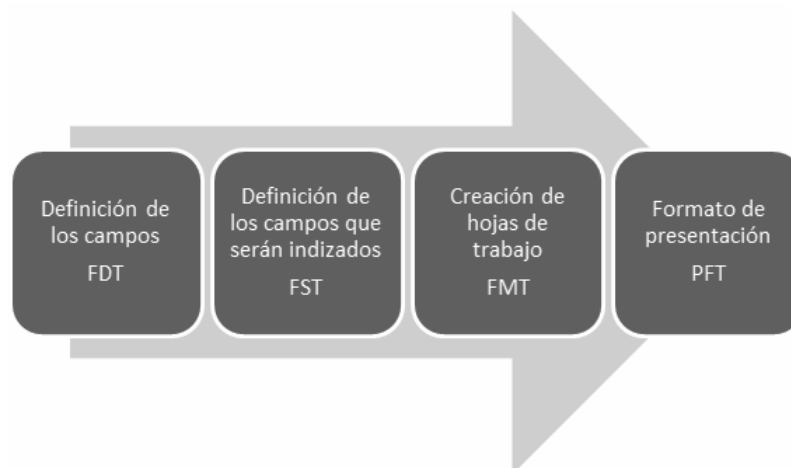 Definición de
los campos
FDT
Definición de
los campos que
serán indizados
FST
Creación de
hojas de
trabajo
FMT
Formato de
presentación
PFT